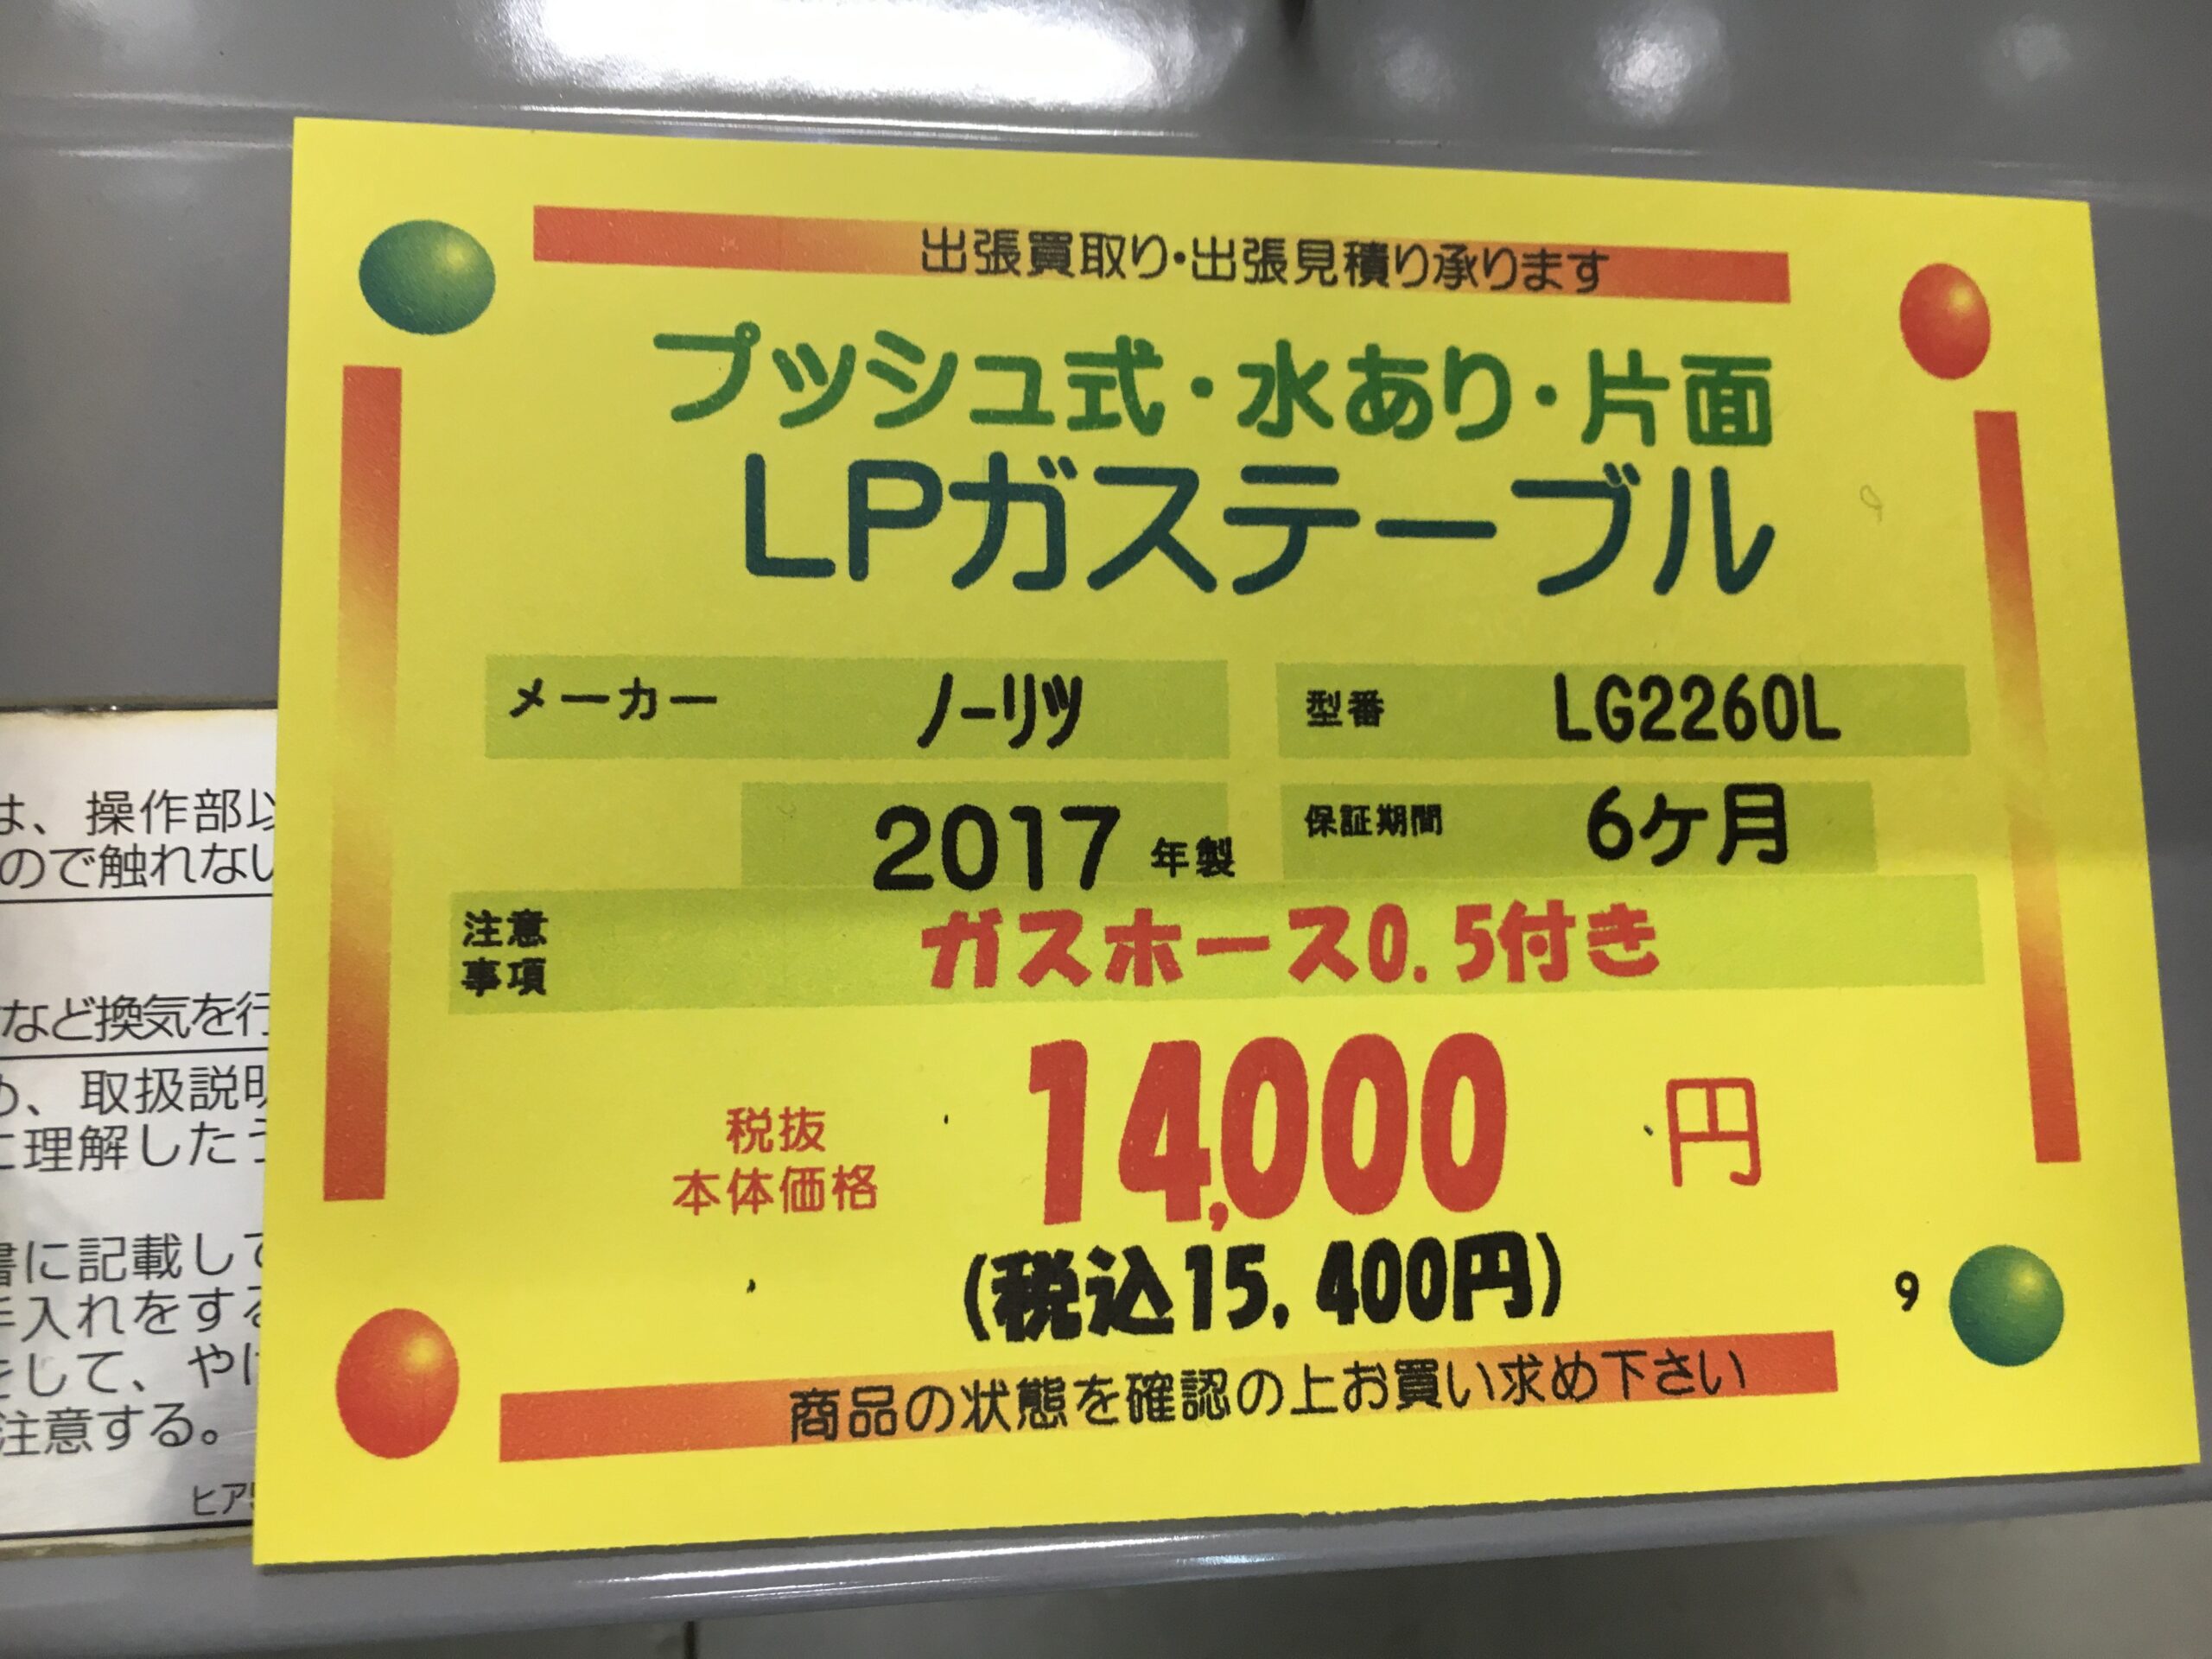 出張買取り・出張見積り承ります
プッシュ式・水あり・片面
LPガステーブル
メーカー ノーリツ 型番 LG2260L
2017 年製 保証期間 6ヶ月
注意事項 ガスホース0.5付き
税抜
本体価格 14,000 円
(税込15,400円)
9
商品の状態を確認の上お買い求め下さい
は、操作部以
ので触れない
など換気を行
め、取扱説明
に理解したう
書に記載して
手入れをする
をして、やけ
注意する。